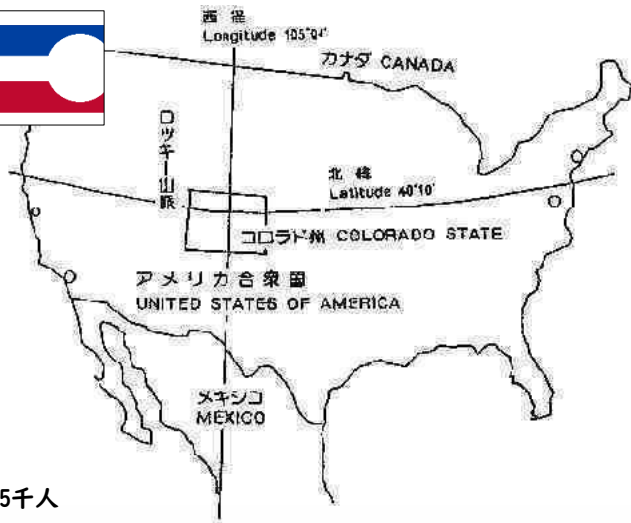 西 径
Longitude 105°04'
カナダ CANADA
ロッキー山脈
北 緯
Latitude 40°10'
コロラド州 COLORADO STATE
アメリカ合衆国
UNITED STATES OF AMERICA
メキシコ
MEXICO
5千人